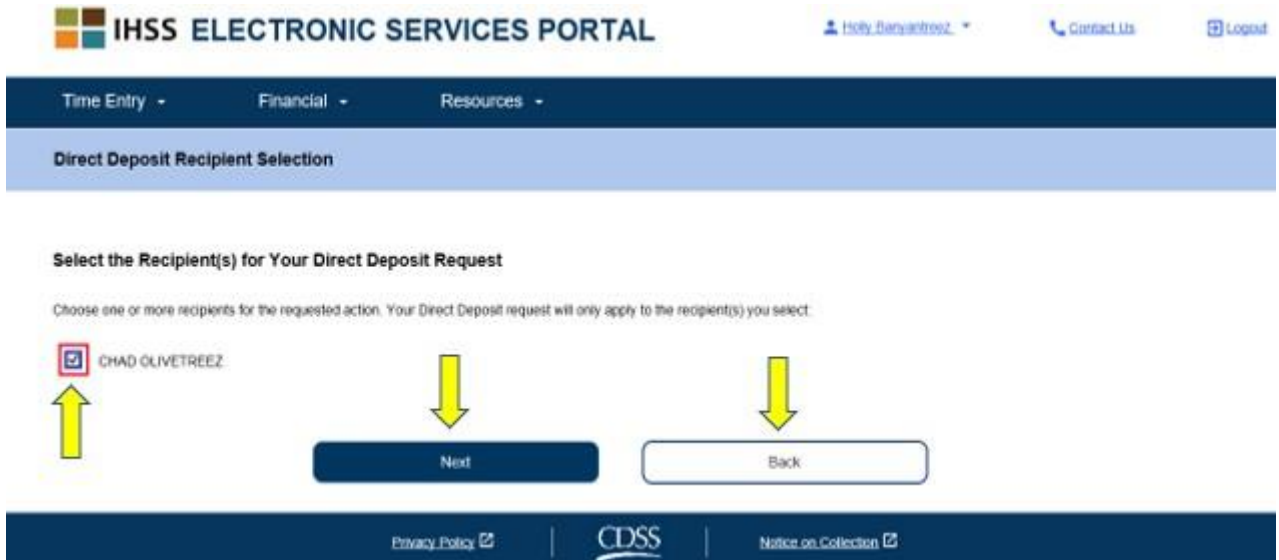 IHSS ELECTRONIC SERVICES PORTAL
Holly Banyantreez
Contact Us
Logout
Time Entry
Financial
Resources
Direct Deposit Recipient Selection
Select the Recipient(s) for Your Direct Deposit Request
Choose one or more recipients for the requested action. Your Direct Deposit request will only apply to the recipient(s) you select:
CHAD OLIVETREEZ
Next
Back
Privacy Policy
CDSS
Notice on Collection